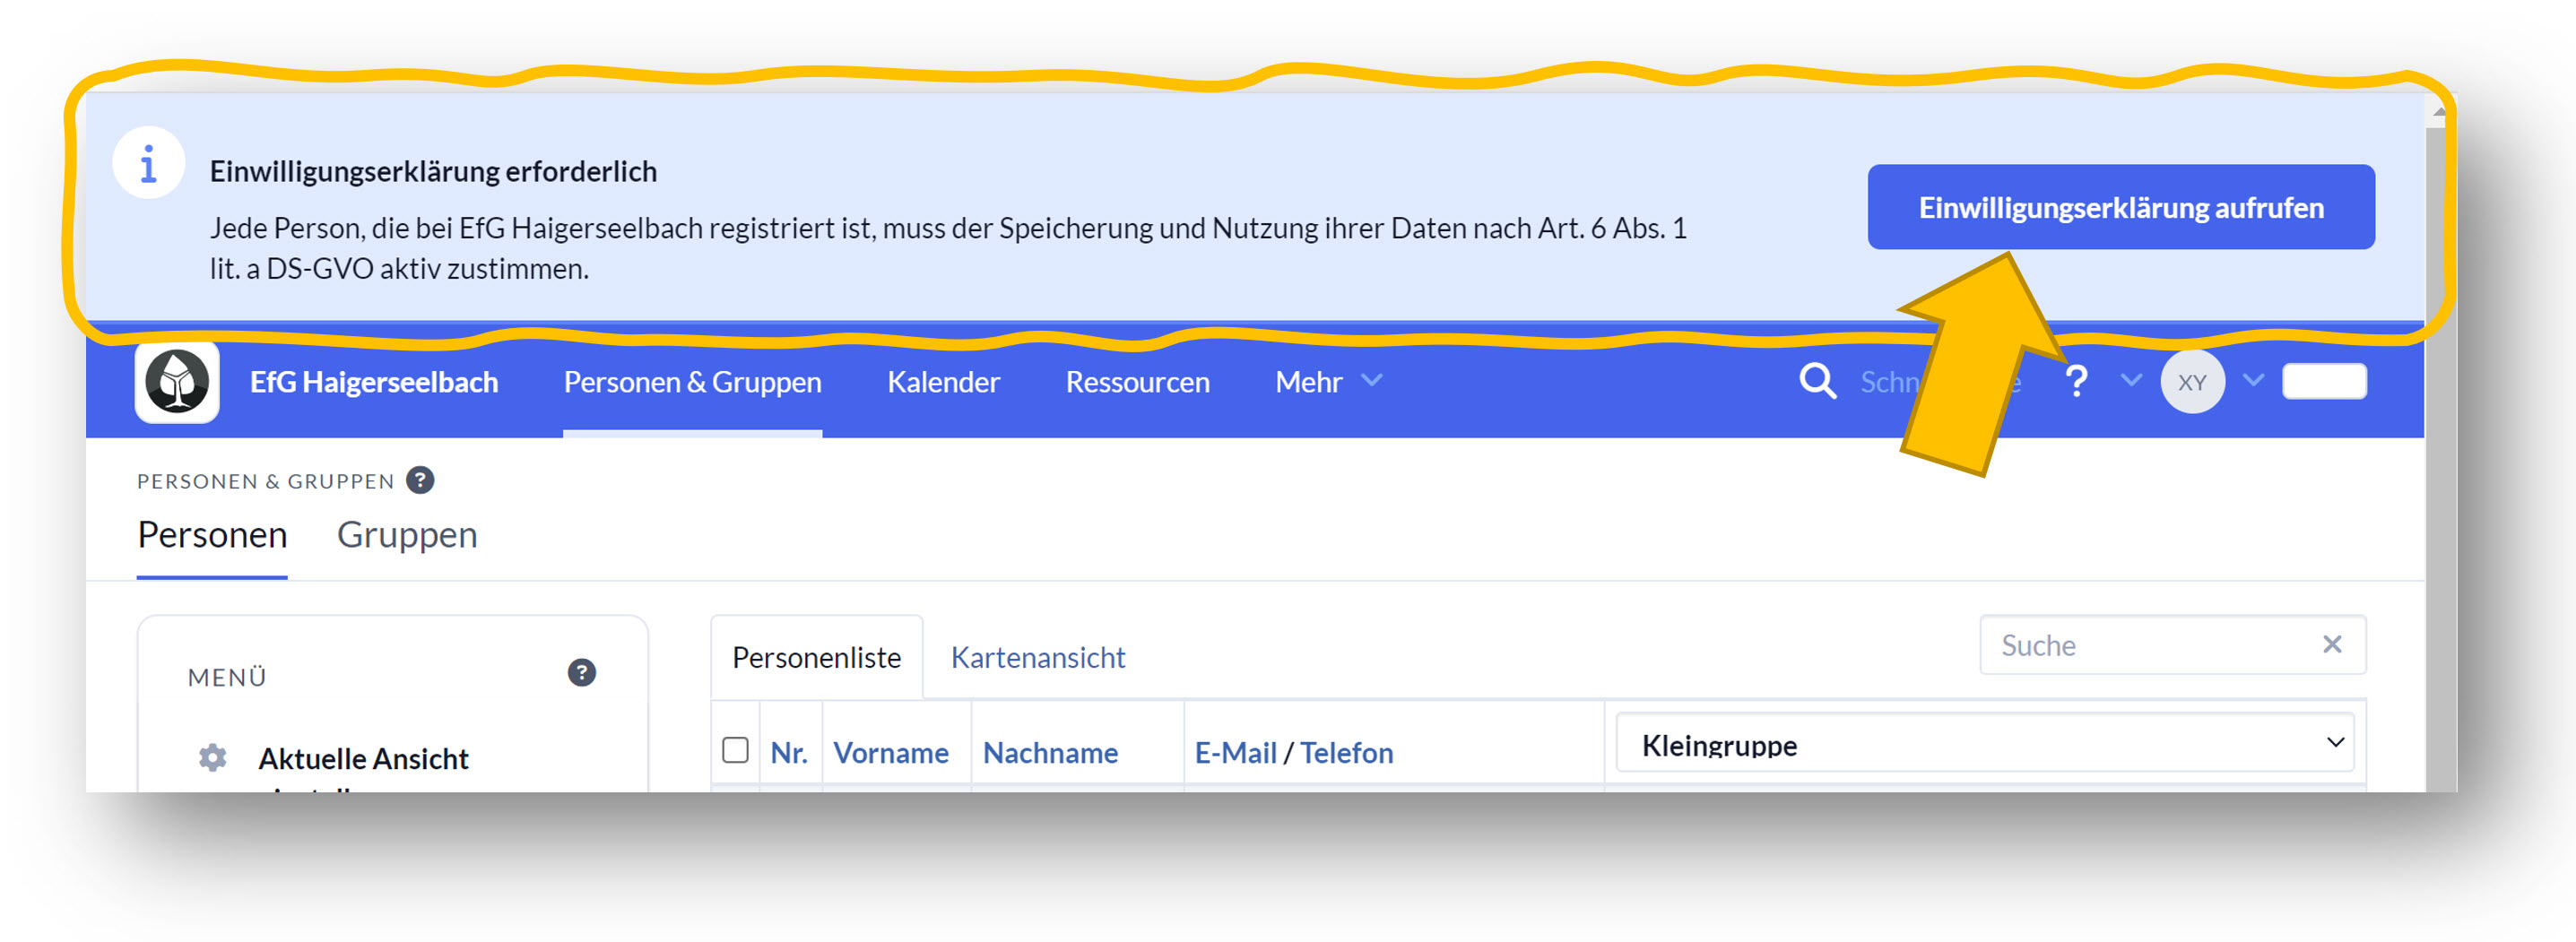 Einwilligungserklärung erforderlich
Jede Person, die bei EfG Haigerseelbach registriert ist, muss der Speicherung und Nutzung ihrer Daten nach Art. 6 Abs. 1
lit. a DS-GVO aktiv zustimmen.
Einwilligungserklärung aufrufen
EfG Haigerseelbach Personen & Gruppen Kalender Ressourcen Mehr ? XY
PERSONEN & GRUPPEN ?
Personen Gruppen
MENÜ ?
Aktuelle Ansicht
Personenliste Kartenansicht
Suche
Nr. Vorname Nachname E-Mail / Telefon Kleingruppe